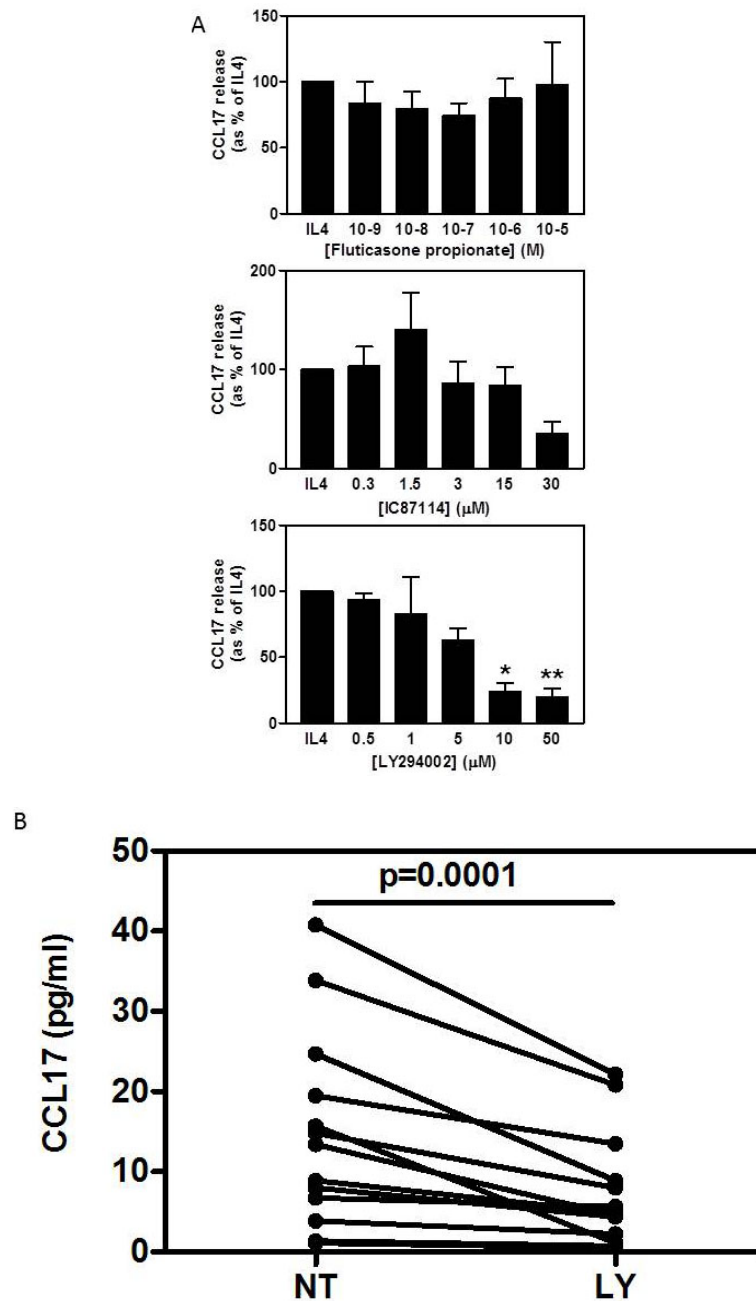 A
CCL17 release
(as % of IL4)
150
100
50
0
IL4 10-9 10-8 10-7 10-6 10-5
[Fluticasone propionate] (M)
CCL17 release
(as % of IL4)
200
100
0
IL4 0.3 1.5 3 15 30
[IC87114] (μM)
CCL17 release
(as % of IL4)
150
100
50
0
* **
IL4 0.5 1 5 10 50
[LY294002] (μM)
B
CCL17 (pg/ml)
50
40
30
20
10
0
p=0.0001
NT LY